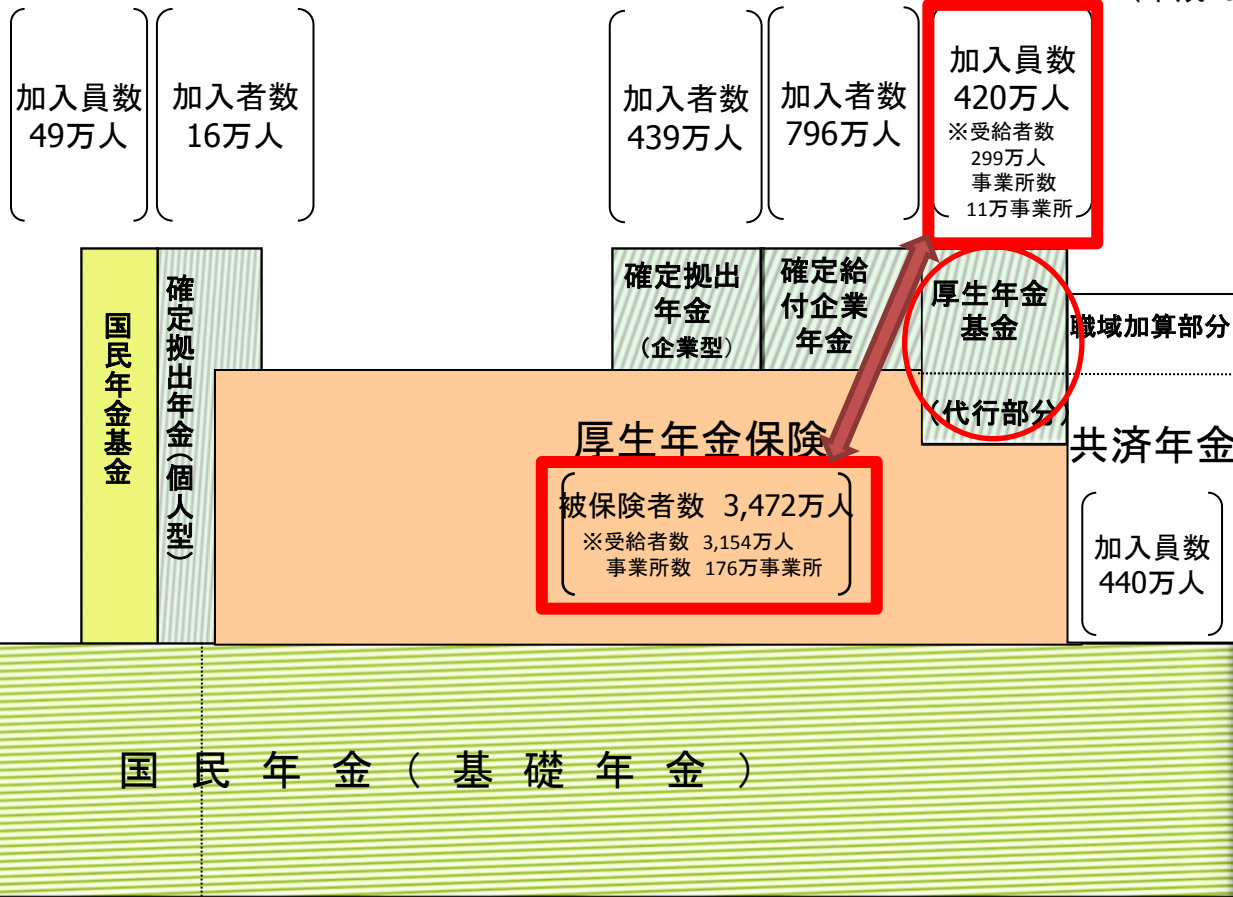 加入員数
49万人
加入者数
16万人
加入者数
439万人
加入者数
796万人
加入員数
420万人
※受給者数
299万人
事業所数
11万事業所
国民年金基金
確定拠出年金(個人型)
確定拠出
年金
(企業型)
確定給
付企業
年金
厚生年金
基金
(代行部分)
職域加算部分
厚生年金保険
被保険者数 3,472万人
※受給者数 3,154万人
事業所数 176万事業所
共済年金
加入員数
440万人
国民年金(基礎年金)